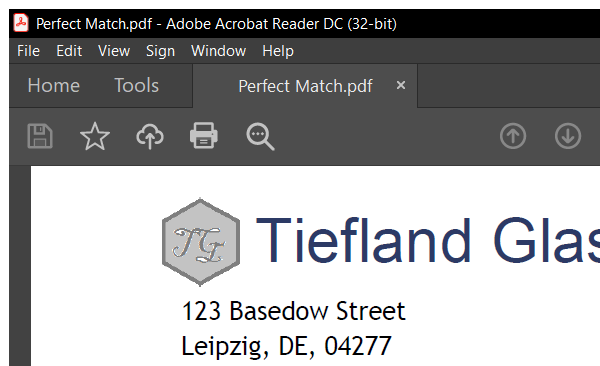 Perfect Match.pdf - Adobe Acrobat Reader DC (32-bit)
File Edit View Sign Window Help
Home Tools Perfect Match.pdf ×
TG Tiefland Glas
123 Basedow Street
Leipzig, DE, 04277